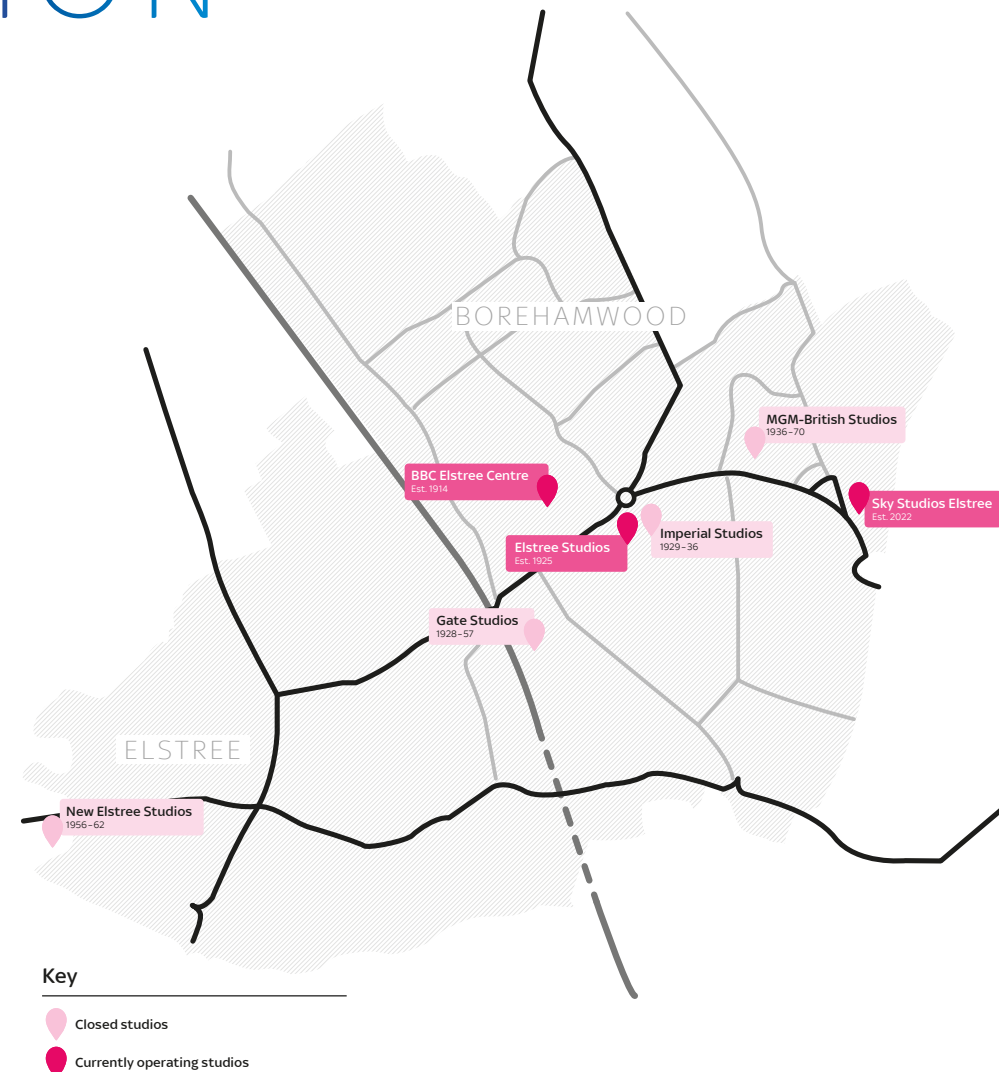 ION
BOREHAMWOOD
MGM-British Studios
1936–70
BBC Elstree Centre
Est. 1914
Sky Studios Elstree
Est. 2022
Imperial Studios
1929–36
Elstree Studios
Est. 1925
Gate Studios
1928–57
ELSTREE
New Elstree Studios
1956–62
Key
Closed studios
Currently operating studios